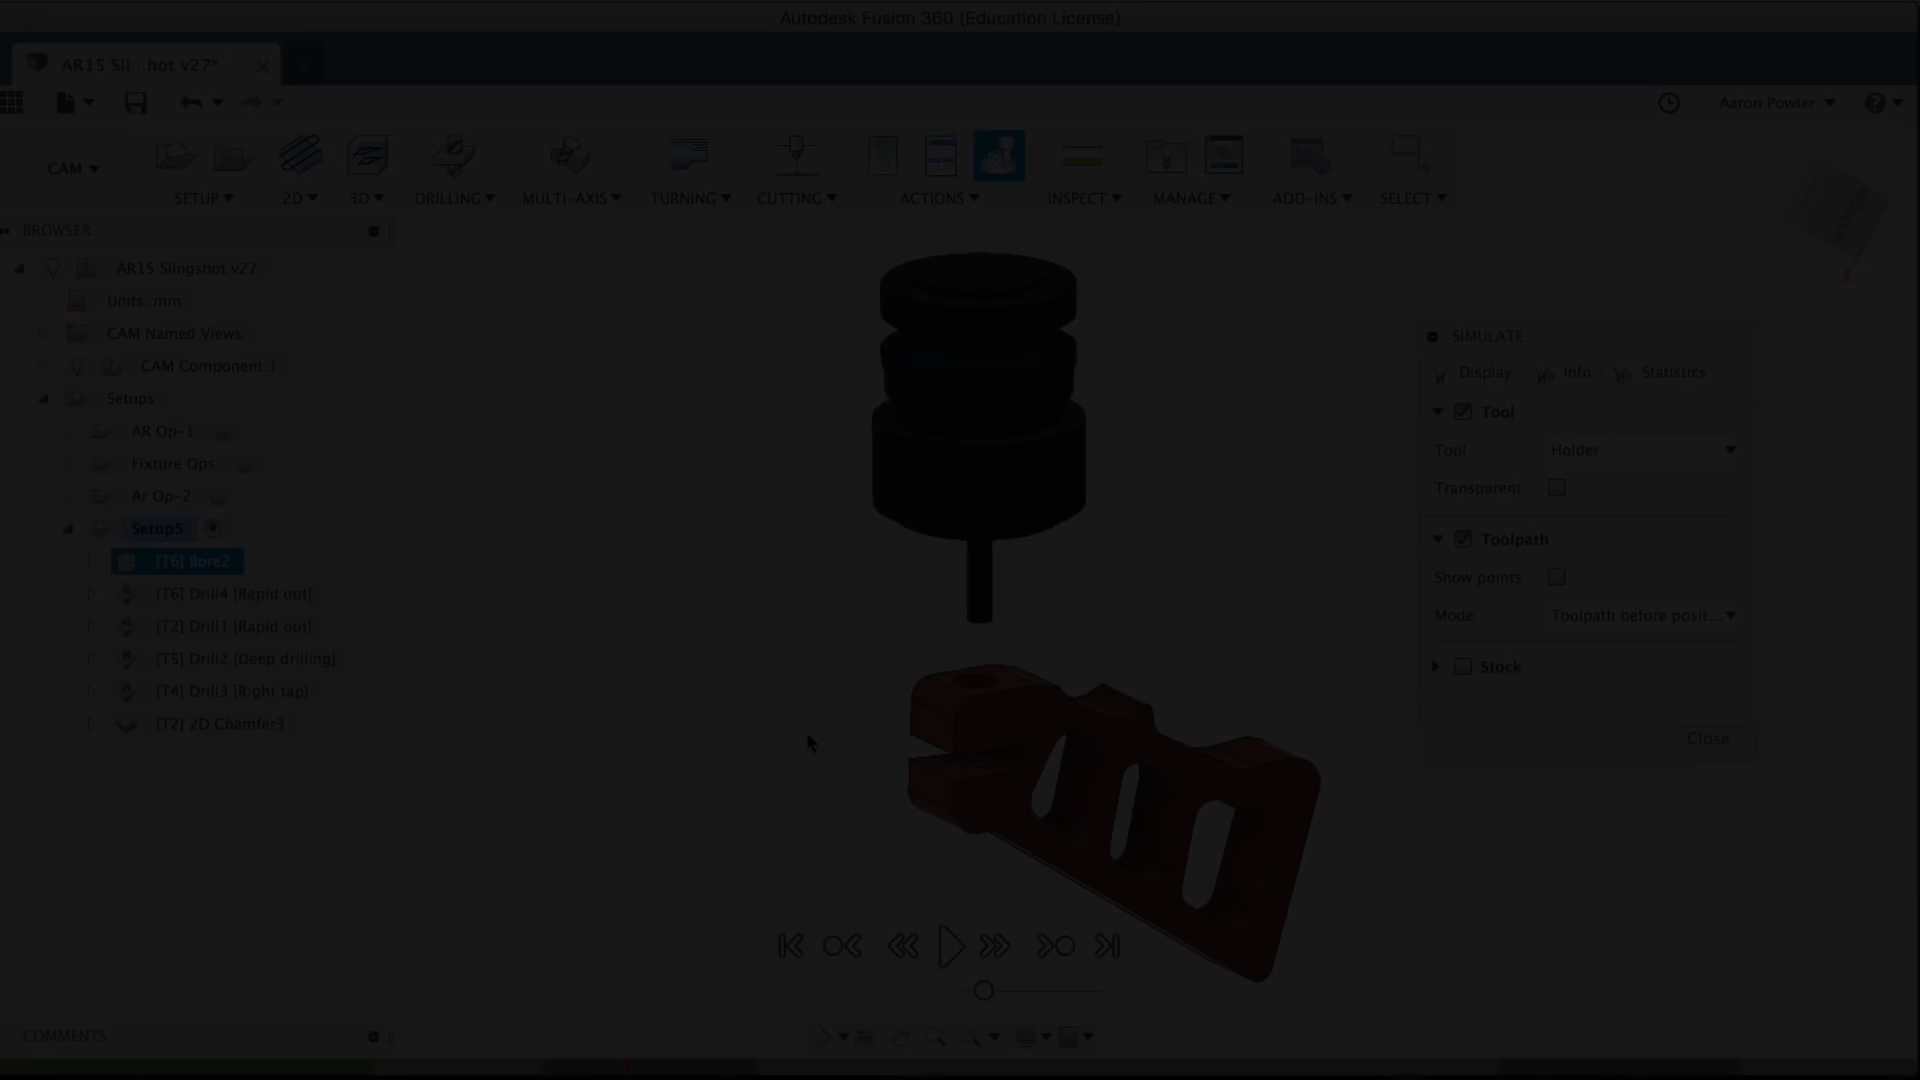 Autodesk Fusion 360 (Education License)
AR15 Sli...hot v27*
Aaron Powter
CAM
SETUP 2D 3D DRILLING MULTI-AXIS TURNING CUTTING ACTIONS INSPECT MANAGE ADD-INS SELECT
BROWSER
AR15 Slingshot v27
Units: mm
CAM Named Views
CAM Component:1
Setups
AR Op-1
Fixture Ops
Ar Op-2
Setup5
[T6] Bore2
[T6] Drill4 [Rapid out]
[T2] Drill1 [Rapid out]
[T5] Drill2 [Deep drilling]
[T4] Drill3 [Right tap]
[T2] 2D Chamfer3
BOTTOM
SIMULATE
Display Info Statistics
Tool
Tool Holder
Transparent
Toolpath
Show points
Mode Toolpath before posit...
Stock
Close
COMMENTS